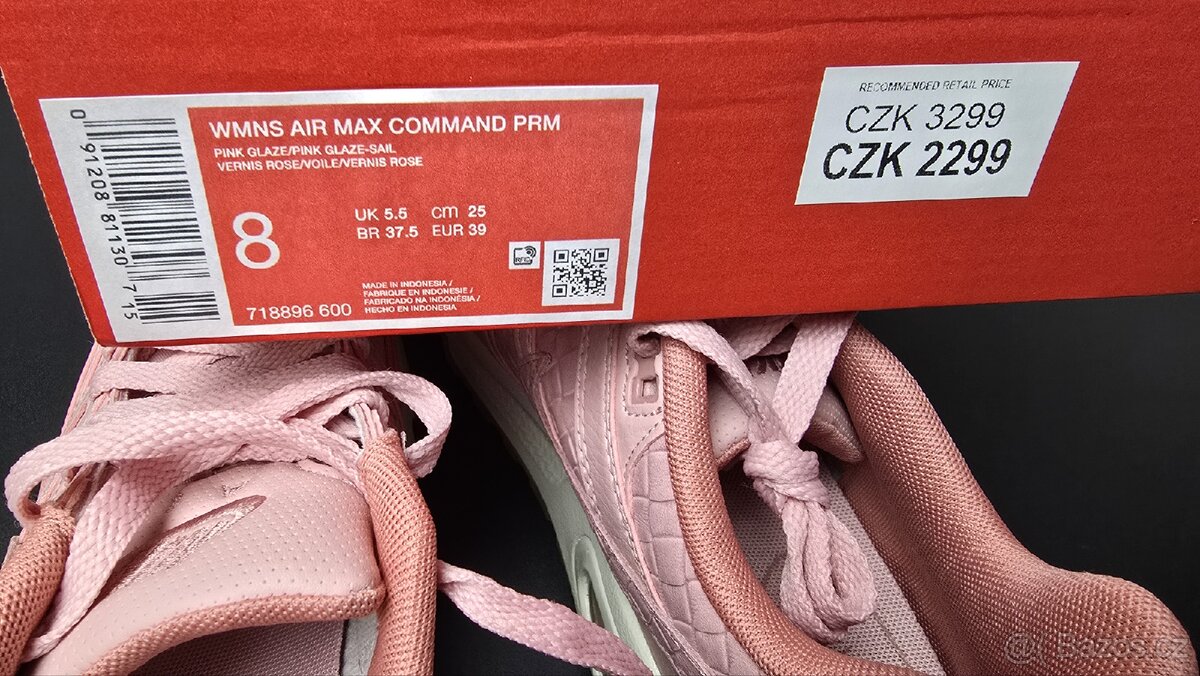 WMNS AIR MAX COMMAND PRM
PINK GLAZE/PINK GLAZE-SAIL
VERNIS ROSE/VOILE/VERNIS ROSE
8
UK 5.5 cm 25
BR 37.5 EUR 39
RFID
718896 600
MADE IN INDONESIA /
FABRIQUE EN INDONESIE /
FABRICADO NA INDONÉSIA /
HECHO EN INDONESIA
0 91208 81130 7 15
RECOMMENDED RETAIL PRICE
CZK 3299
CZK 2299
Bazos.cz